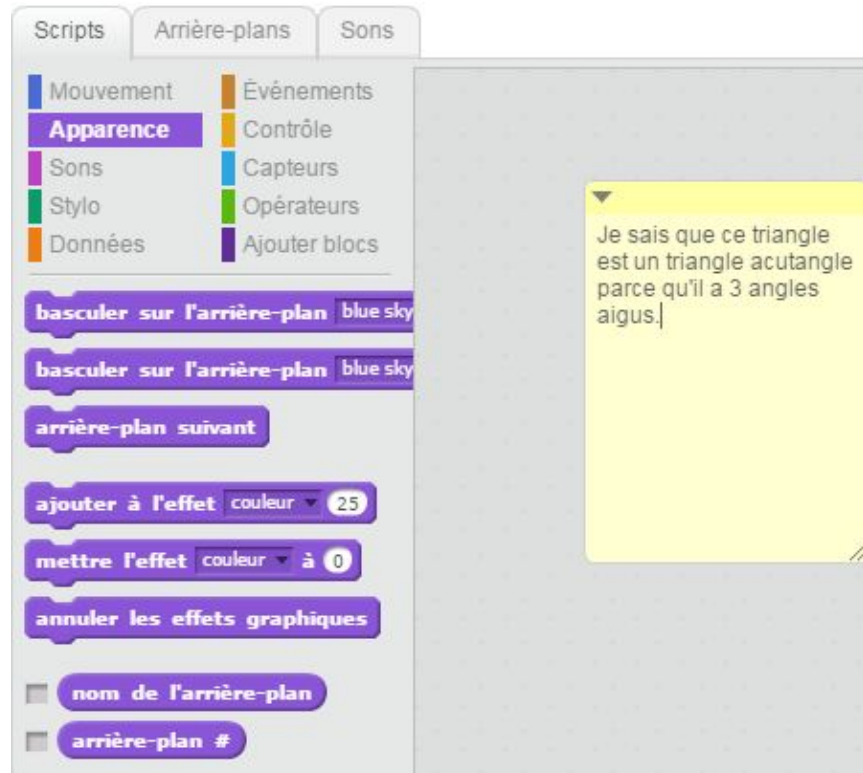 Scripts Arrière-plans Sons
Mouvement Évènements
Apparence Contrôle
Sons Capteurs
Stylo Opérateurs
Données Ajouter blocs
basculer sur l'arrière-plan blue sky
basculer sur l'arrière-plan blue sky
arrière-plan suivant
ajouter à l'effet couleur 25
mettre l'effet couleur à 0
annuler les effets graphiques
nom de l'arrière-plan
arrière-plan #
Je sais que ce triangle
est un triangle acutangle
parce qu'il a 3 angles
aigus.